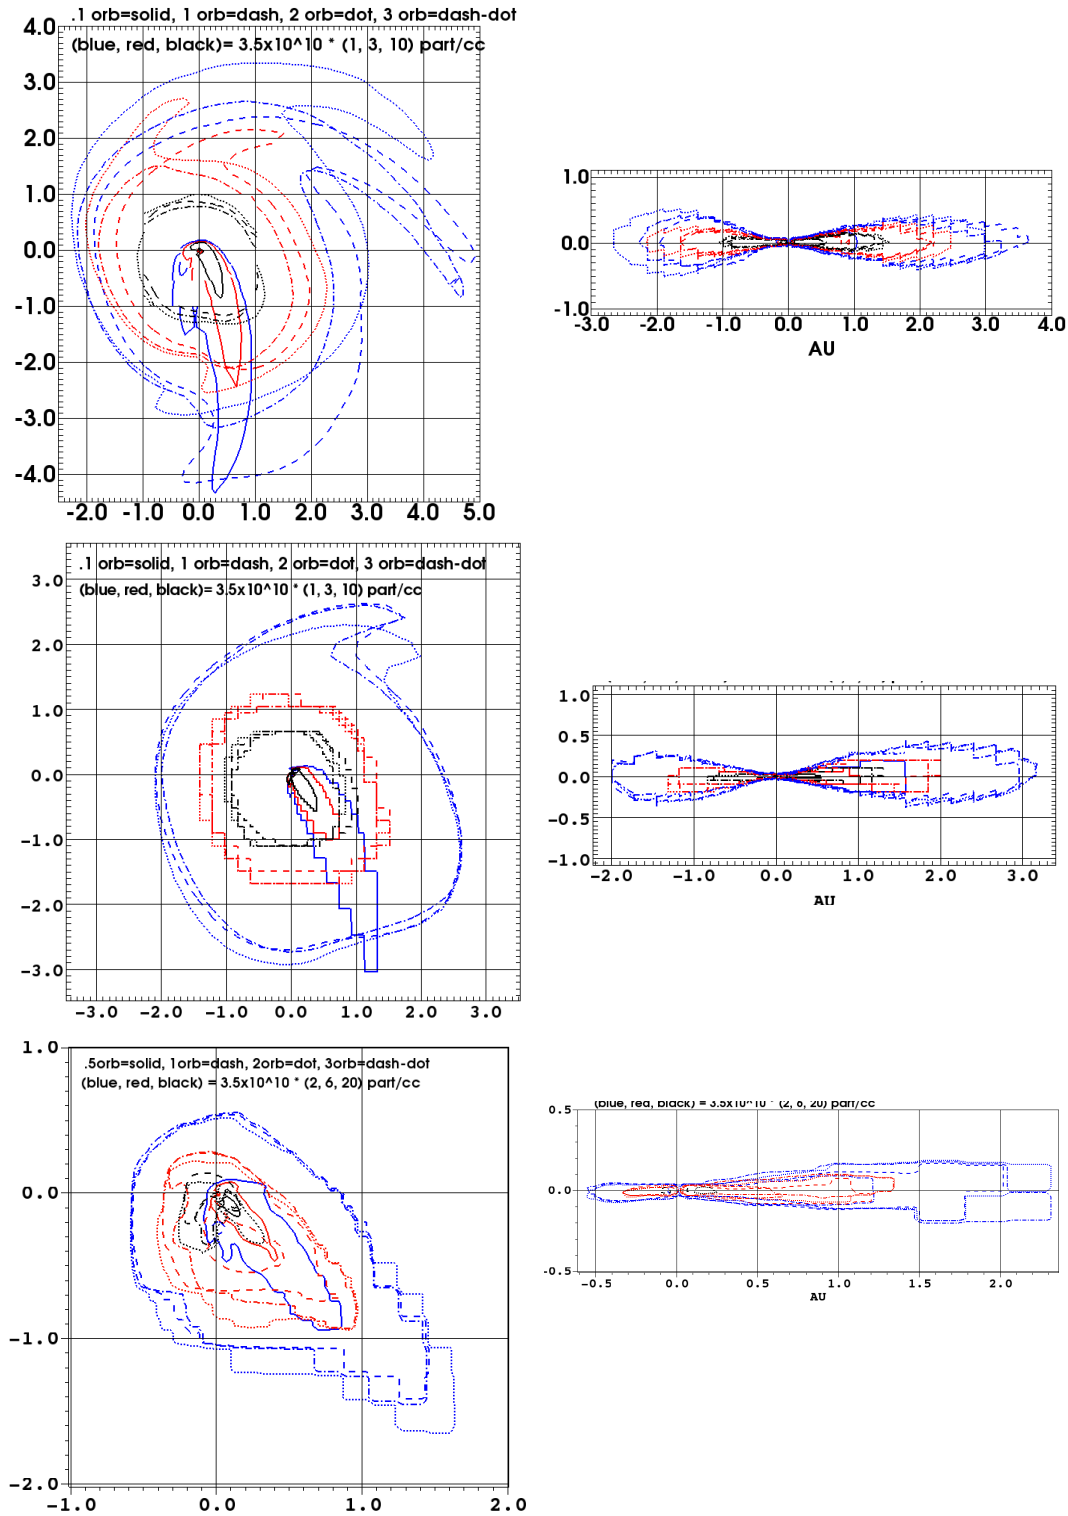 .1 orb=solid, 1 orb=dash, 2 orb=dot, 3 orb=dash-dot
(blue, red, black)= 3.5x10^10 * (1, 3, 10) part/cc
4.0
3.0
2.0
1.0
0.0
-1.0
-2.0
-3.0
-4.0
-2.0 -1.0 0.0 1.0 2.0 3.0 4.0 5.0
1.0
0.0
-1.0
-3.0 -2.0 -1.0 0.0 1.0 2.0 3.0 4.0
AU
.1 orb=solid, 1 orb=dash, 2 orb=dot, 3 orb=dash-dot
(blue, red, black)= 3.5x10^10 * (1, 3, 10) part/cc
3.0
2.0
1.0
0.0
-1.0
-2.0
-3.0
-3.0 -2.0 -1.0 0.0 1.0 2.0 3.0
1.0
0.5
0.0
-0.5
-1.0
-2.0 -1.0 0.0 1.0 2.0 3.0
AU
.5orb=solid, 1orb=dash, 2orb=dot, 3orb=dash-dot
(blue, red, black) = 3.5x10^10 * (2, 6, 20) part/cc
1.0
0.0
-1.0
-2.0
-1.0 0.0 1.0 2.0
(blue, red, black) = 3.5x10^10 * (2, 6, 20) part/cc
0.5
0.0
-0.5
-0.5 0.0 0.5 1.0 1.5 2.0
AU